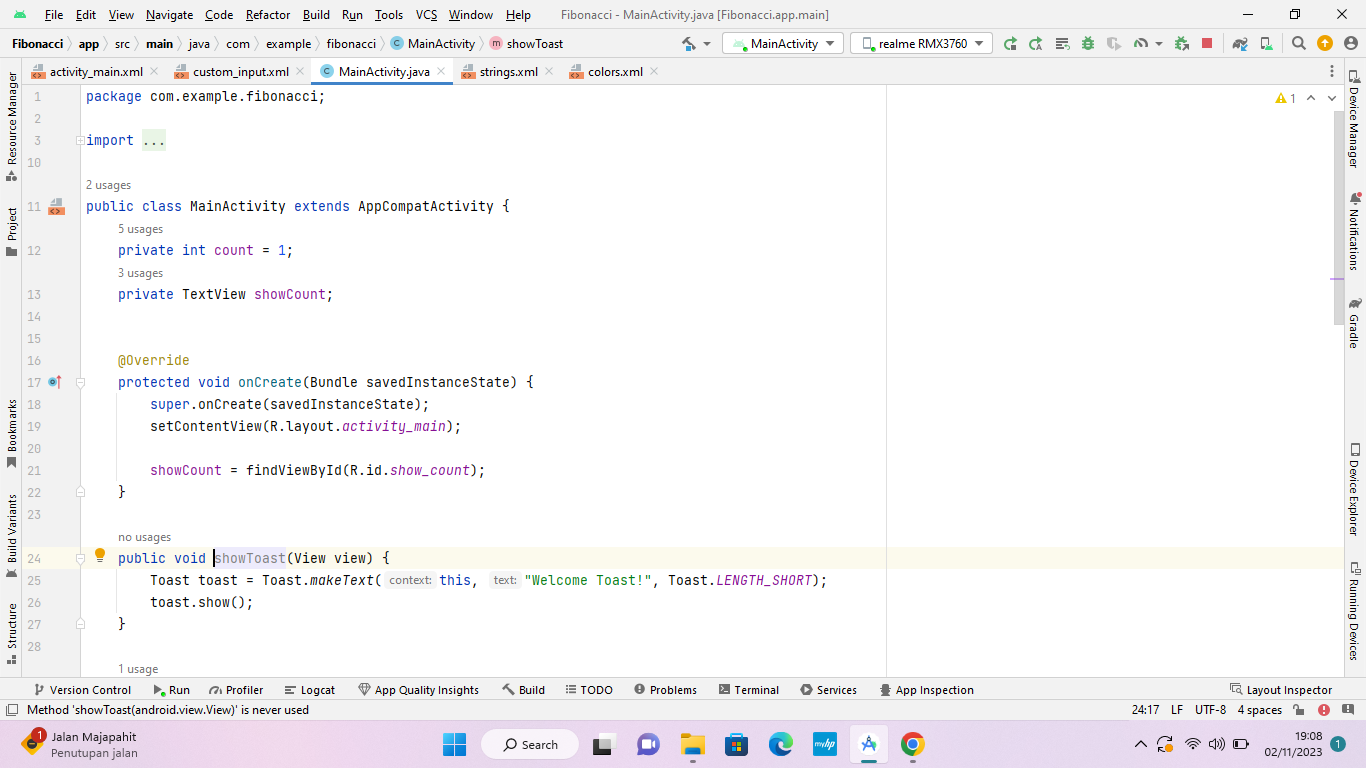 File Edit View Navigate Code Refactor Build Run Tools VCS Window Help Fibonacci - MainActivity.java [Fibonacci.app.main]
Fibonacci app src main java com example fibonacci C MainActivity m showToast MainActivity realme RMX3760
activity_main.xml custom_input.xml C MainActivity.java strings.xml colors.xml
1 package com.example.fibonacci;
1
2
3 import ...
10
2 usages
11 public class MainActivity extends AppCompatActivity {
5 usages
12 private int count = 1;
3 usages
13 private TextView showCount;
14
15
16 @Override
17 protected void onCreate(Bundle savedInstanceState) {
18 super.onCreate(savedInstanceState);
19 setContentView(R.layout.activity_main);
20
21 showCount = findViewById(R.id.show_count);
22 }
23
no usages
24 public void showToast(View view) {
25 Toast toast = Toast.makeText( context: this, text: "Welcome Toast!", Toast.LENGTH_SHORT);
26 toast.show();
27 }
28
1 usage
Resource Manager
Project
Bookmarks
Build Variants
Structure
Device Manager
Notifications
Gradle
Device Explorer
Running Devices
Version Control Run Profiler Logcat App Quality Insights Build TODO Problems Terminal Services App Inspection Layout Inspector
Method 'showToast(android.view.View)' is never used 24:17 LF UTF-8 4 spaces
1 Jalan Majapahit
Penutupan jalan
Search
myhp
19:08
02/11/2023
1